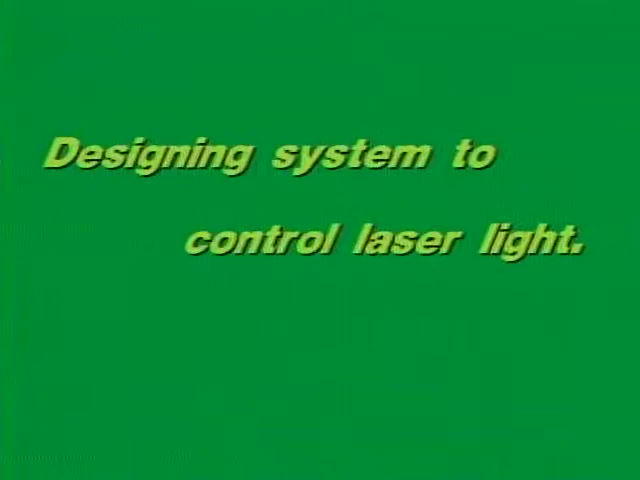 Designing system to
control laser light.